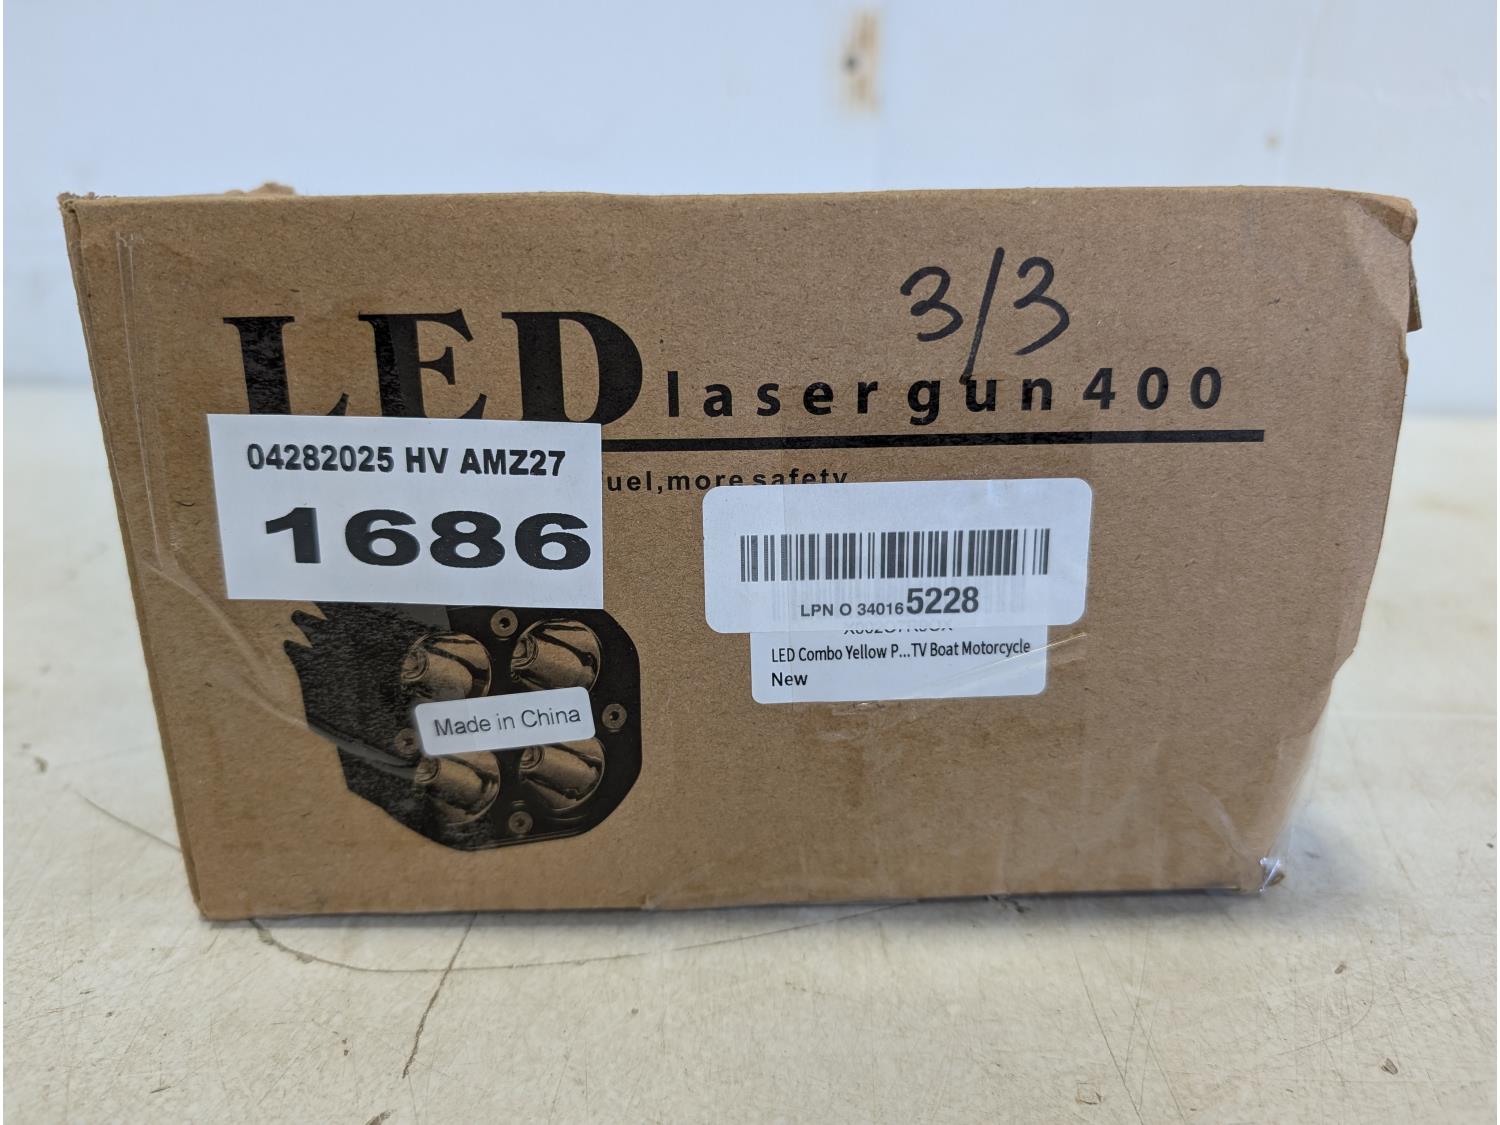 3/3
LED laser gun 400
04282025 HV AMZ27
1686
fuel,more safety
LPN O 340165228
LED Combo Yellow P...TV Boat Motorcycle
New
Made in China